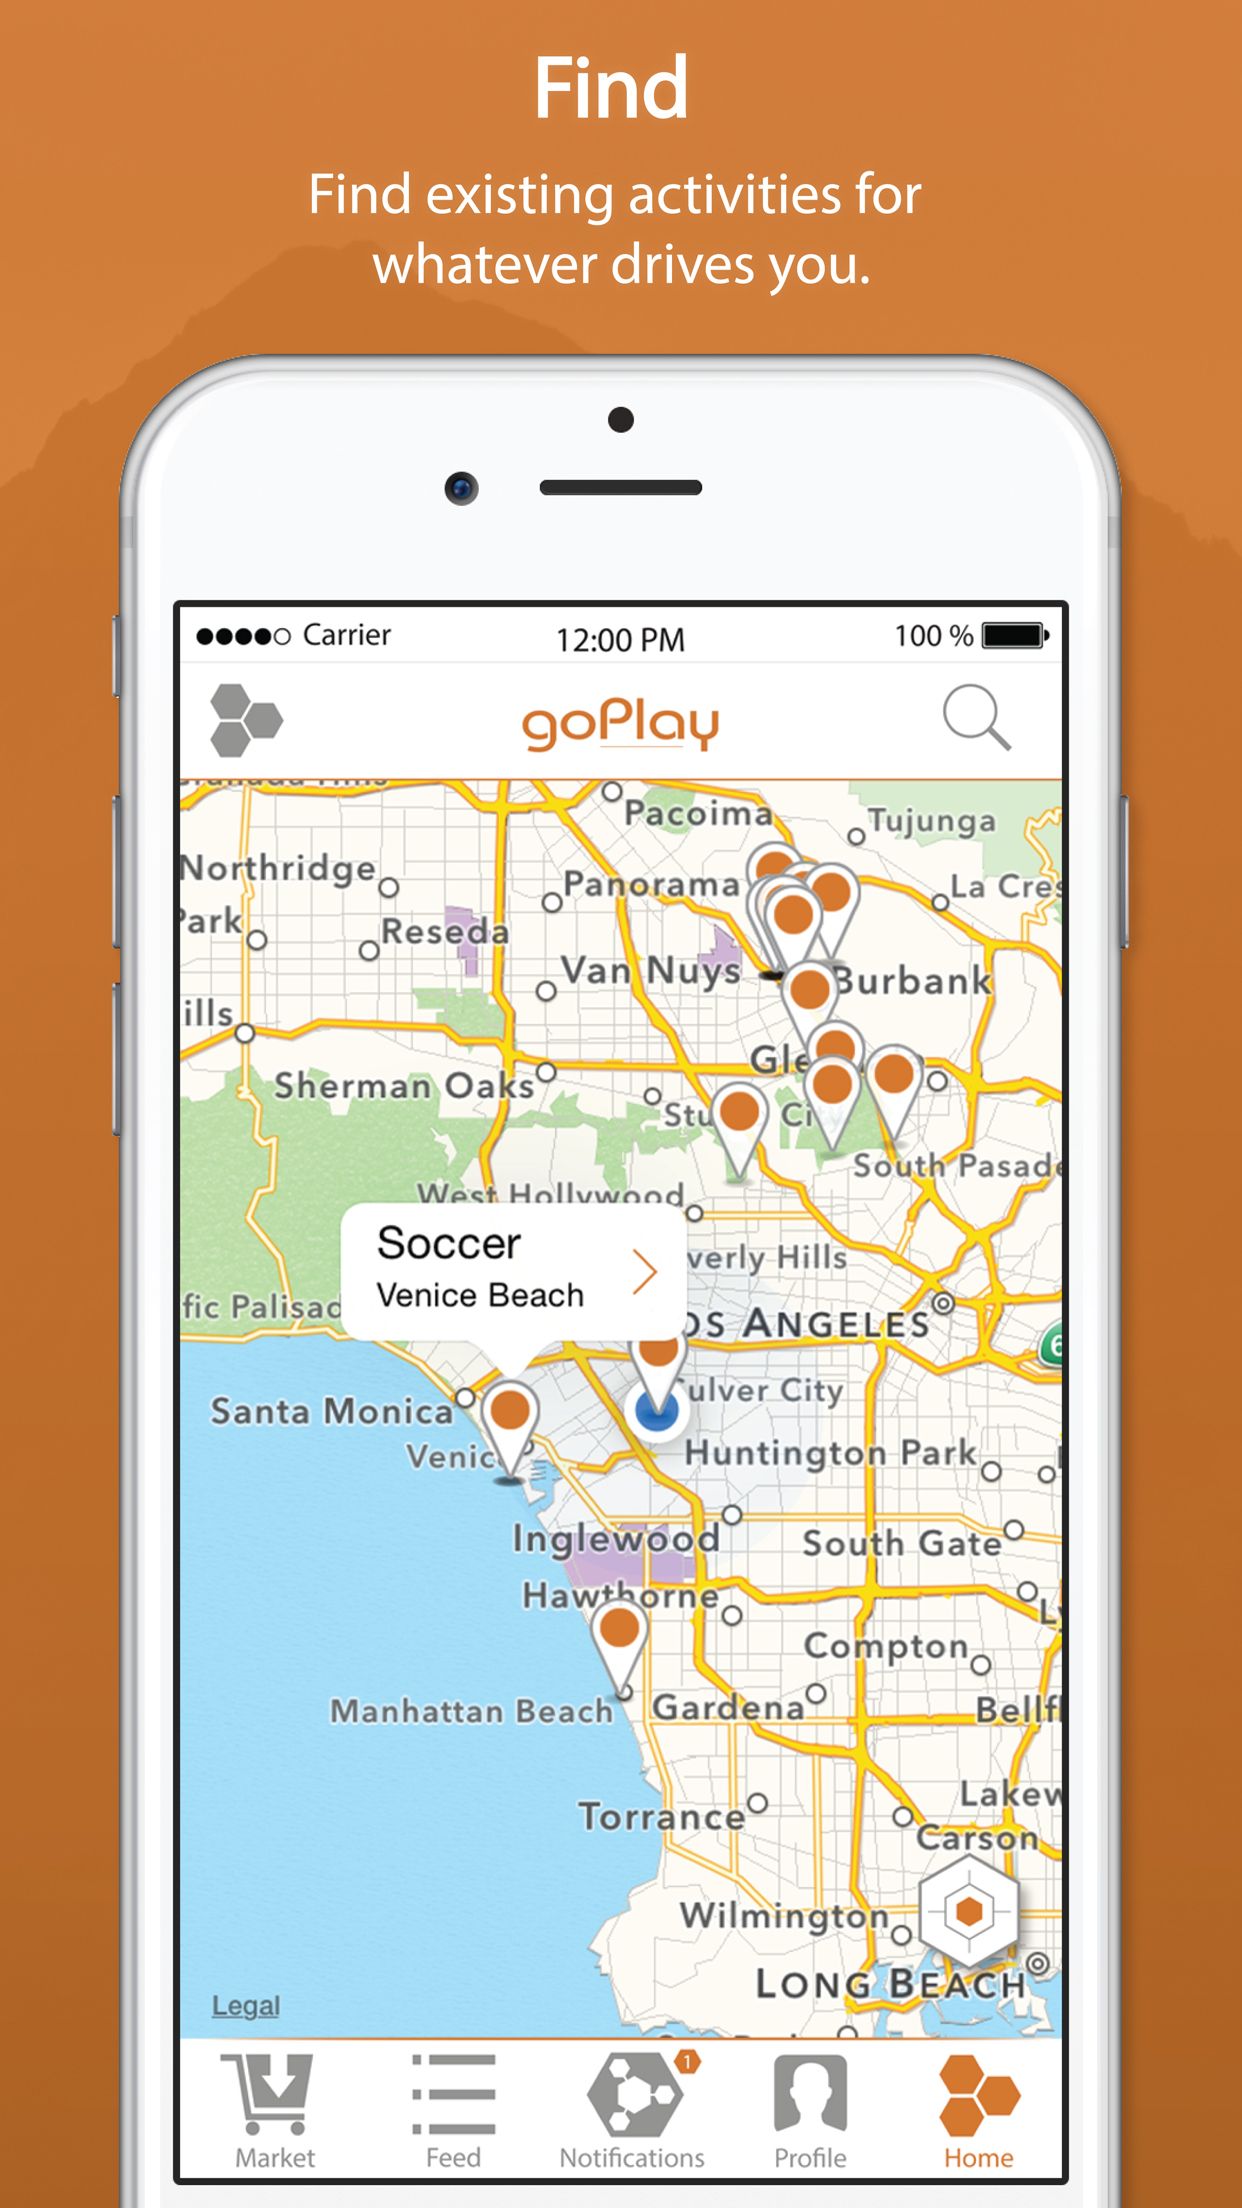 Find
Find existing activities for
whatever drives you.
Carrier
12:00 PM
100 %
goPlay
Pacoima
Tujunga
Northridge
Panorama
La Cres
Park
Reseda
Van Nuys
Burbank
ills
Gle
Sherman Oaks
Stu
Ci
South Pasade
West Hollywood
Soccer
Venice Beach
verly Hills
fic Palisad
OS ANGELES
6
Santa Monica
Culver City
Venic
Huntington Park
Inglewood
South Gate
Hawthorne
Ly
Compton
Manhattan Beach
Gardena
Bellfl
Lakew
Torrance
Carson
Wilmington
LONG BEACH
Legal
1
Market
Feed
Notifications
Profile
Home